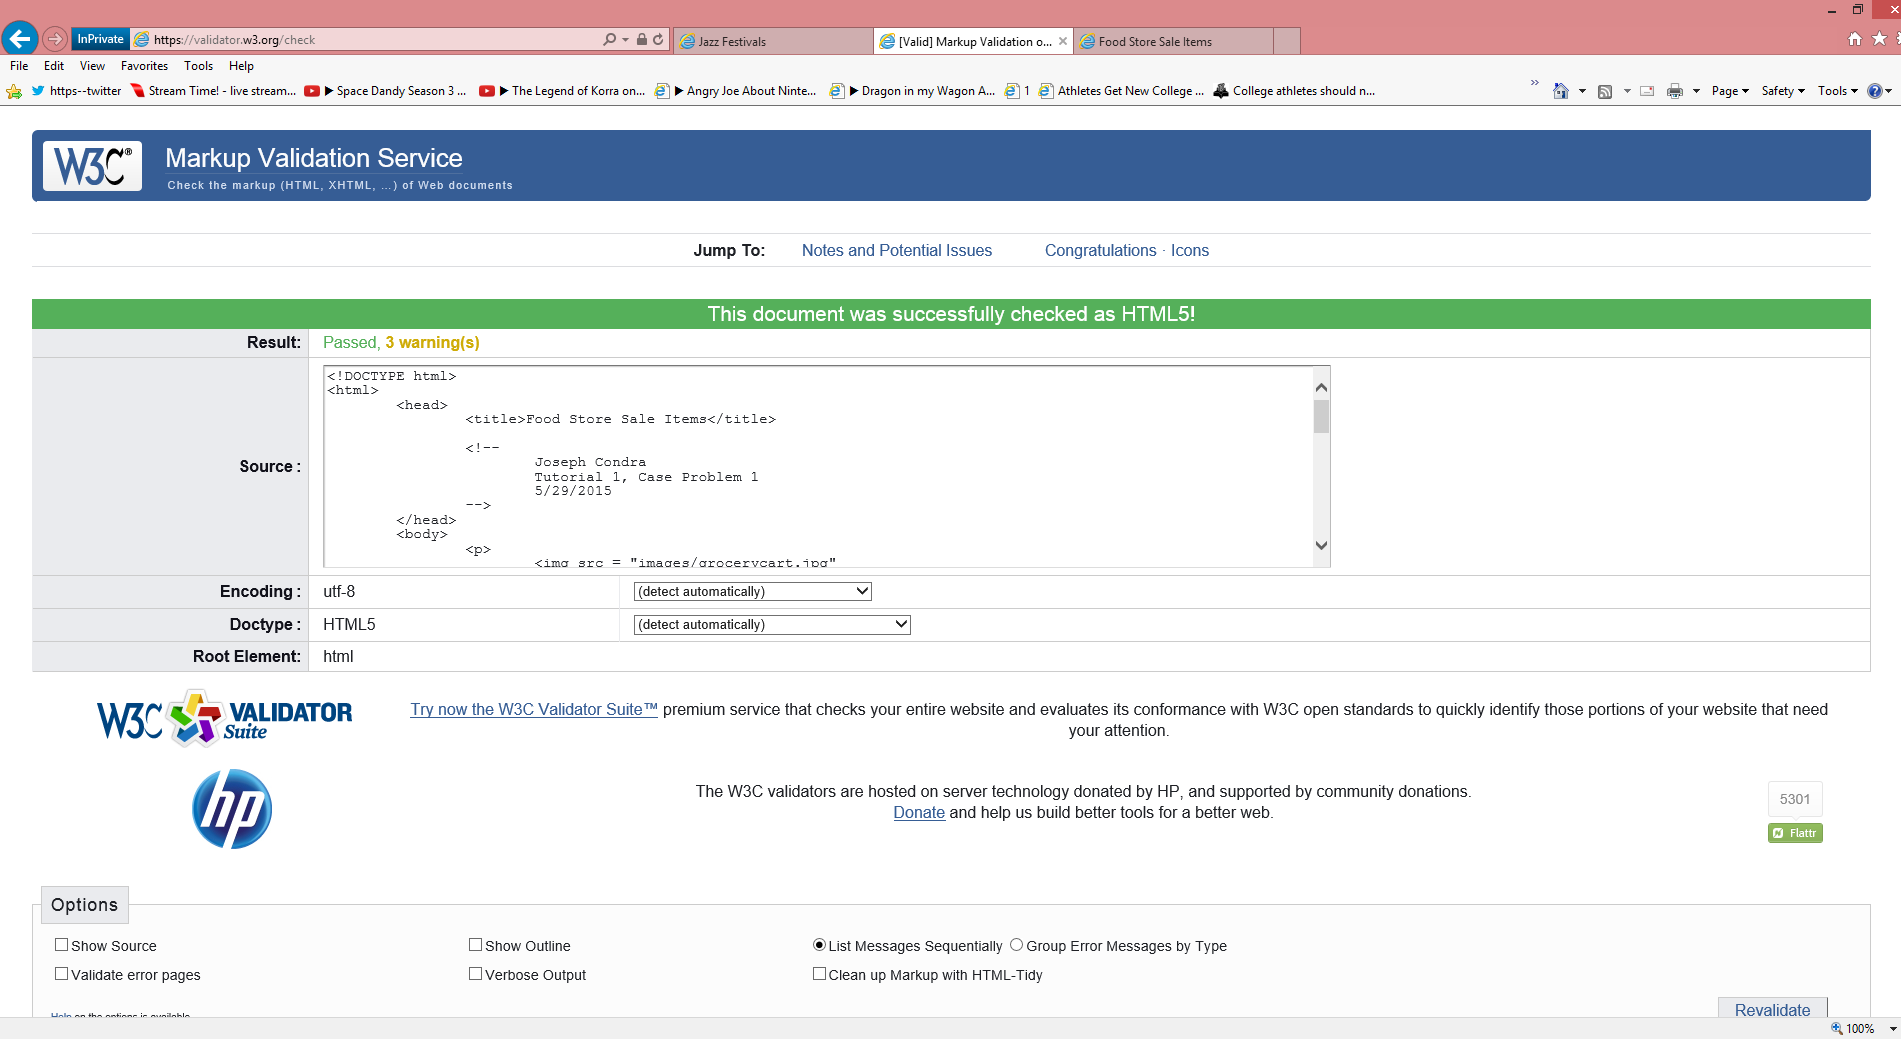 InPrivate https://validator.w3.org/check Jazz Festivals [Valid] Markup Validation o... Food Store Sale Items
File Edit View Favorites Tools Help
https--twitter Stream Time! - live stream... ▶ Space Dandy Season 3 ... ▶ The Legend of Korra on... ▶ Angry Joe About Ninte... ▶ Dragon in my Wagon A... 1 Athletes Get New College ... College athletes should n... » Page Safety Tools
W3C® Markup Validation Service
Check the markup (HTML, XHTML, ...) of Web documents
Jump To: Notes and Potential Issues Congratulations · Icons
This document was successfully checked as HTML5!
Result: Passed, 3 warning(s)
Source :
<!DOCTYPE html>
<html>
<head>
<title>Food Store Sale Items</title>
<!--
Joseph Condra
Tutorial 1, Case Problem 1
5/29/2015
-->
</head>
<body>
<p>
<img src = "images/grocerycart.jpg"
Encoding : utf-8 (detect automatically)
Doctype : HTML5 (detect automatically)
Root Element: html
W3C VALIDATOR Suite
Try now the W3C Validator Suite™ premium service that checks your entire website and evaluates its conformance with W3C open standards to quickly identify those portions of your website that need
your attention.
hp
The W3C validators are hosted on server technology donated by HP, and supported by community donations.
Donate and help us build better tools for a better web.
5301
Flattr
Options
Show Source Show Outline List Messages Sequentially Group Error Messages by Type
Validate error pages Verbose Output Clean up Markup with HTML-Tidy
Revalidate
Help on the options is available.
100%